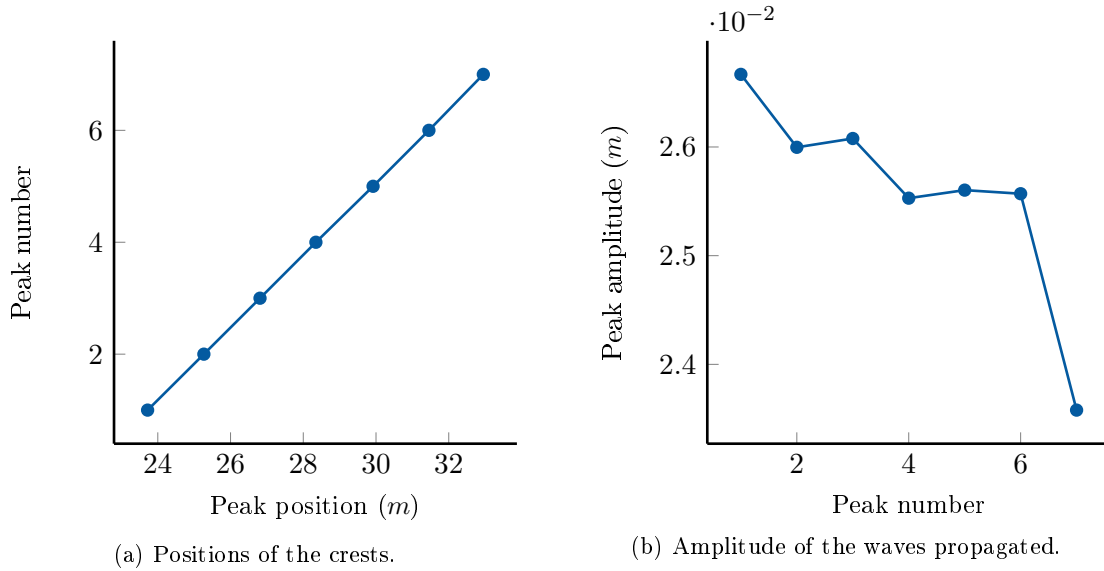 Peak number
6
4
2
24 26 28 30 32
Peak position (m)
(a) Positions of the crests.
·10⁻²
Peak amplitude (m)
2.6
2.5
2.4
2 4 6
Peak number
(b) Amplitude of the waves propagated.